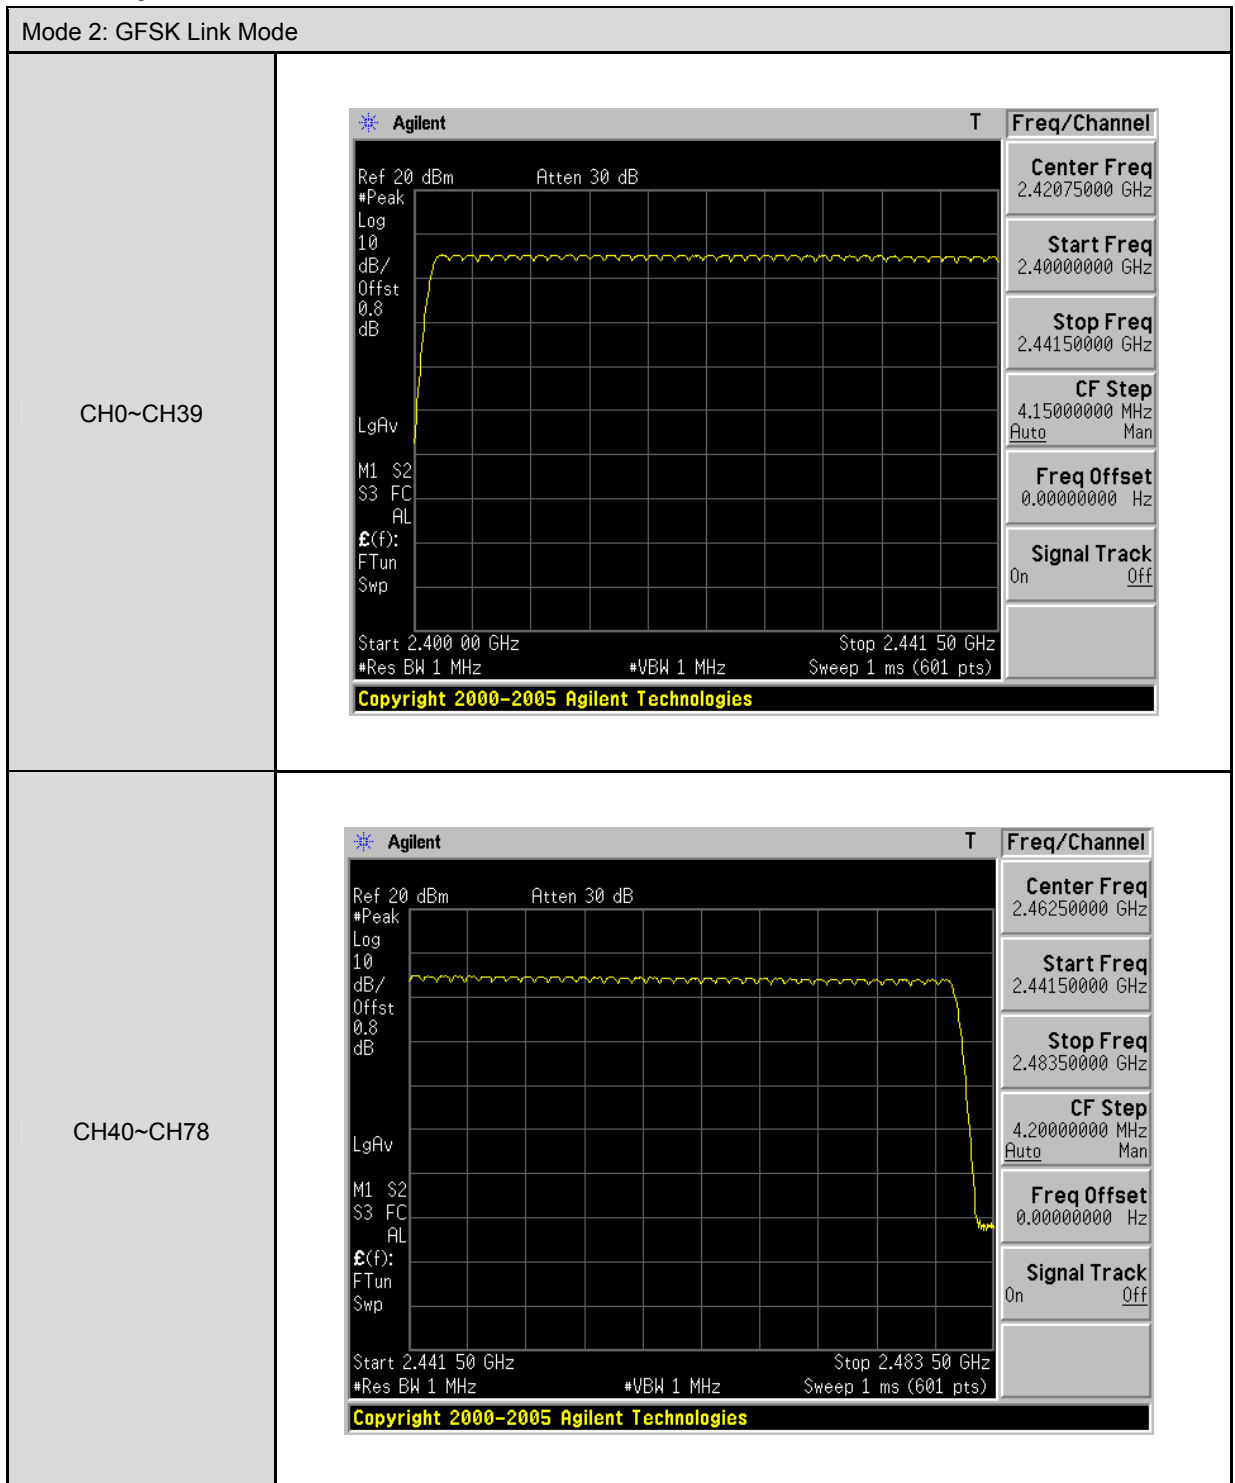 Mode 2: GFSK Link Mode
CH0~CH39
Agilent T Freq/Channel
Ref 20 dBm Atten 30 dB
#Peak
Log
10
dB/
Offst
0.8
dB
LgAv
M1 S2
S3 FC
AL
£(f):
FTun
Swp
Start 2.400 00 GHz Stop 2.441 50 GHz
#Res BW 1 MHz #VBW 1 MHz Sweep 1 ms (601 pts)
Center Freq
2.42075000 GHz
Start Freq
2.40000000 GHz
Stop Freq
2.44150000 GHz
CF Step
4.15000000 MHz
Auto Man
Freq Offset
0.00000000 Hz
Signal Track
On Off
Copyright 2000-2005 Agilent Technologies
CH40~CH78
Agilent T Freq/Channel
Ref 20 dBm Atten 30 dB
#Peak
Log
10
dB/
Offst
0.8
dB
LgAv
M1 S2
S3 FC
AL
£(f):
FTun
Swp
Start 2.441 50 GHz Stop 2.483 50 GHz
#Res BW 1 MHz #VBW 1 MHz Sweep 1 ms (601 pts)
Center Freq
2.46250000 GHz
Start Freq
2.44150000 GHz
Stop Freq
2.48350000 GHz
CF Step
4.20000000 MHz
Auto Man
Freq Offset
0.00000000 Hz
Signal Track
On Off
Copyright 2000-2005 Agilent Technologies